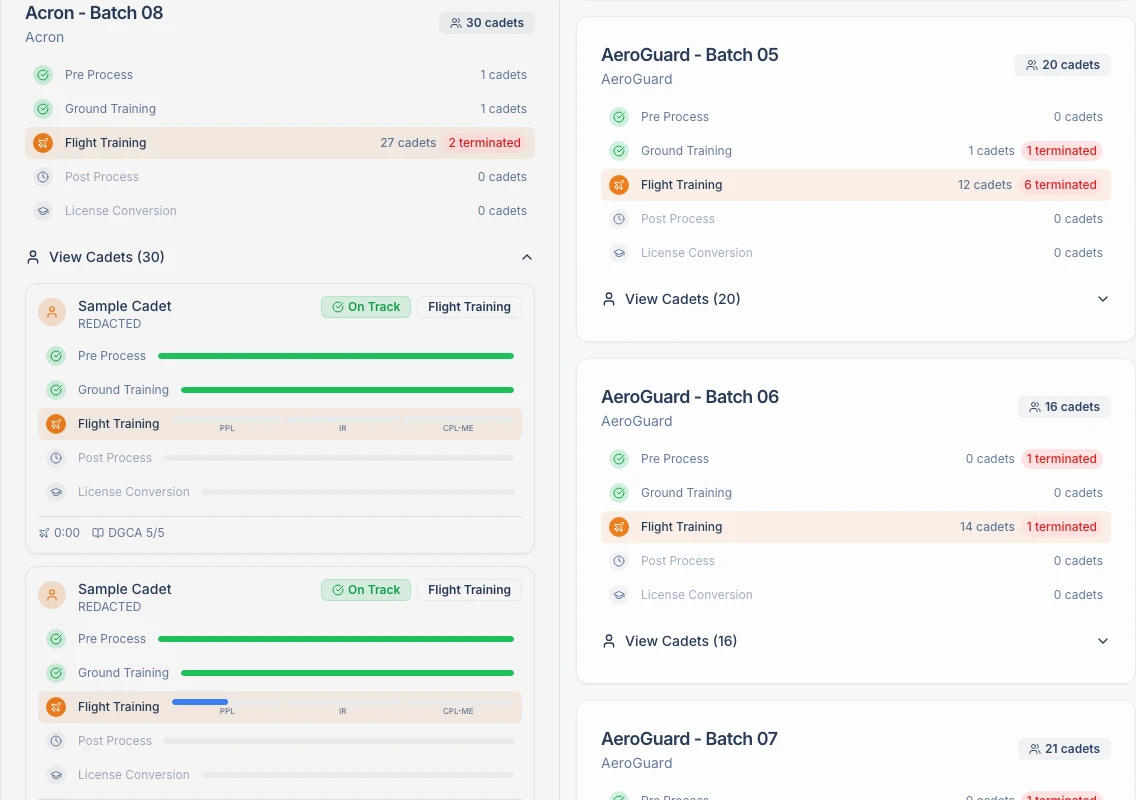 Acron - Batch 08
30 cadets
Acron
Pre Process 1 cadets
Ground Training 1 cadets
Flight Training 27 cadets 2 terminated
Post Process 0 cadets
License Conversion 0 cadets
View Cadets (30)
Sample Cadet On Track Flight Training
REDACTED
Pre Process
Ground Training
Flight Training
PPL IR CPL-ME
Post Process
License Conversion
0:00 DGCA 5/5
Sample Cadet On Track Flight Training
REDACTED
Pre Process
Ground Training
Flight Training
PPL IR CPL-ME
Post Process
License Conversion
AeroGuard - Batch 05
20 cadets
AeroGuard
Pre Process 0 cadets
Ground Training 1 cadets 1 terminated
Flight Training 12 cadets 6 terminated
Post Process 0 cadets
License Conversion 0 cadets
View Cadets (20)
AeroGuard - Batch 06
16 cadets
AeroGuard
Pre Process 0 cadets 1 terminated
Ground Training 0 cadets
Flight Training 14 cadets 1 terminated
Post Process 0 cadets
License Conversion 0 cadets
View Cadets (16)
AeroGuard - Batch 07
21 cadets
AeroGuard
Pre Process 0 cadets 1 terminated